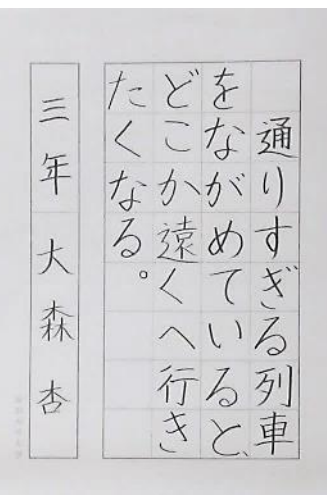 通りすぎる列車
をながめていると、
どこか遠くへ行き
たくなる。
三年 大森杏